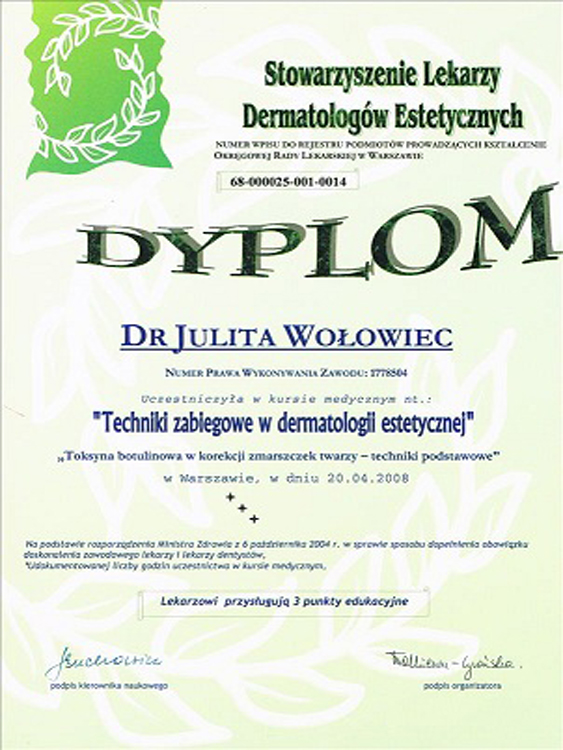 Stowarzyszenie Lekarzy
Dermatologów Estetycznych
NUMER WPISU DO REJESTRU PODMIOTÓW PROWADZĄCYCH KSZTAŁCENIE
OKRĘGOWEJ RADY LEKARSKIEJ W WARSZAWIE
68-000025-001-0014
DYPLOM
DR JULITA WOŁOWIEC
NUMER PRAWA WYKONYWANIA ZAWODU: 1778504
Uczestniczyła w kursie medycznym nt.:
"Techniki zabiegowe w dermatologii estetycznej"
„Toksyna botulinowa w korekcji zmarszczek twarzy – techniki podstawowe"
w Warszawie, w dniu 20.04.2008
Na podstawie rozporządzenia Ministra Zdrowia z 6 października 2004 r. w sprawie sposobu dopełnienia obowiązku
doskonalenia zawodowego lekarzy i lekarzy dentystów,
*Udokumentowanej liczby godzin uczestnictwa w kursie medycznym,
Lekarzowi przysługują 3 punkty edukacyjne
podpis kierownika naukowego
podpis organizatora